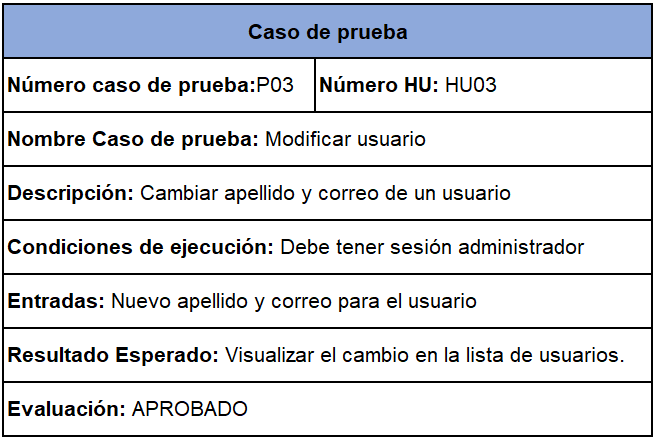 Caso de prueba
Número caso de prueba:P03
Número HU: HU03
Nombre Caso de prueba: Modificar usuario
Descripción: Cambiar apellido y correo de un usuario
Condiciones de ejecución: Debe tener sesión administrador
Entradas: Nuevo apellido y correo para el usuario
Resultado Esperado: Visualizar el cambio en la lista de usuarios.
Evaluación: APROBADO